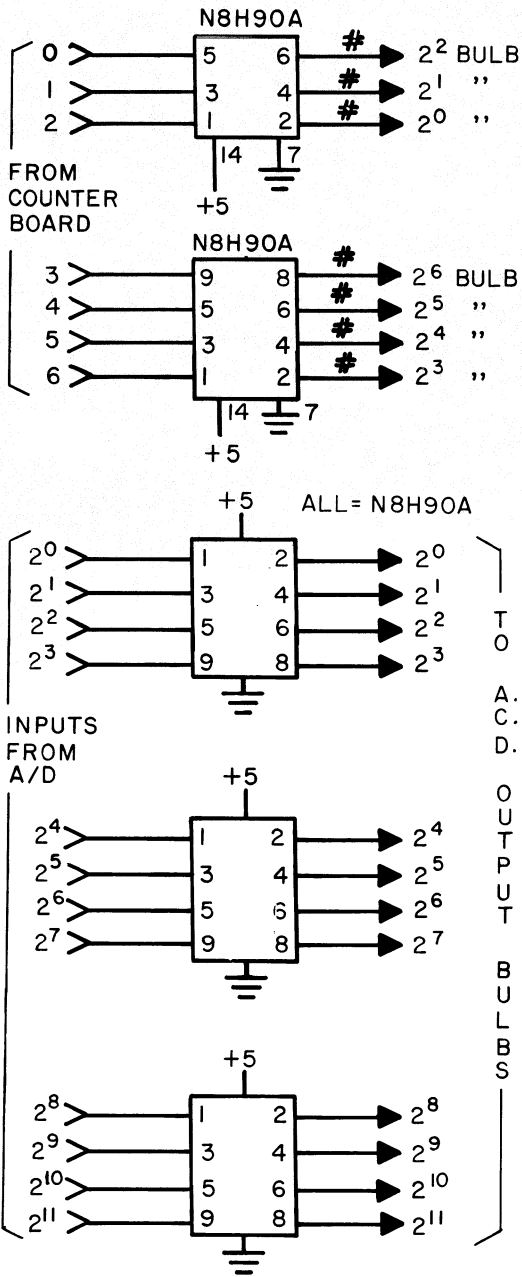 N8H90A
0 5 6 # 2² BULB
1 3 4 # 2¹ ,,
2 1 2 # 2⁰ ,,
14 7
+5
FROM
COUNTER
BOARD
N8H90A
3 9 8 # 2⁶ BULB
4 5 6 # 2⁵ ,,
5 3 4 # 2⁴ ,,
6 1 2 # 2³ ,,
14 7
+5
+5 ALL= N8H90A
2⁰ 1 2 2⁰
2¹ 3 4 2¹
2² 5 6 2²
2³ 9 8 2³
INPUTS
FROM
A/D
+5
2⁴ 1 2 2⁴
2⁵ 3 4 2⁵
2⁶ 5 6 2⁶
2⁷ 9 8 2⁷
+5
2⁸ 1 2 2⁸
2⁹ 3 4 2⁹
2¹⁰ 5 6 2¹⁰
2¹¹ 9 8 2¹¹
TO A.C.D. OUTPUT BULBS